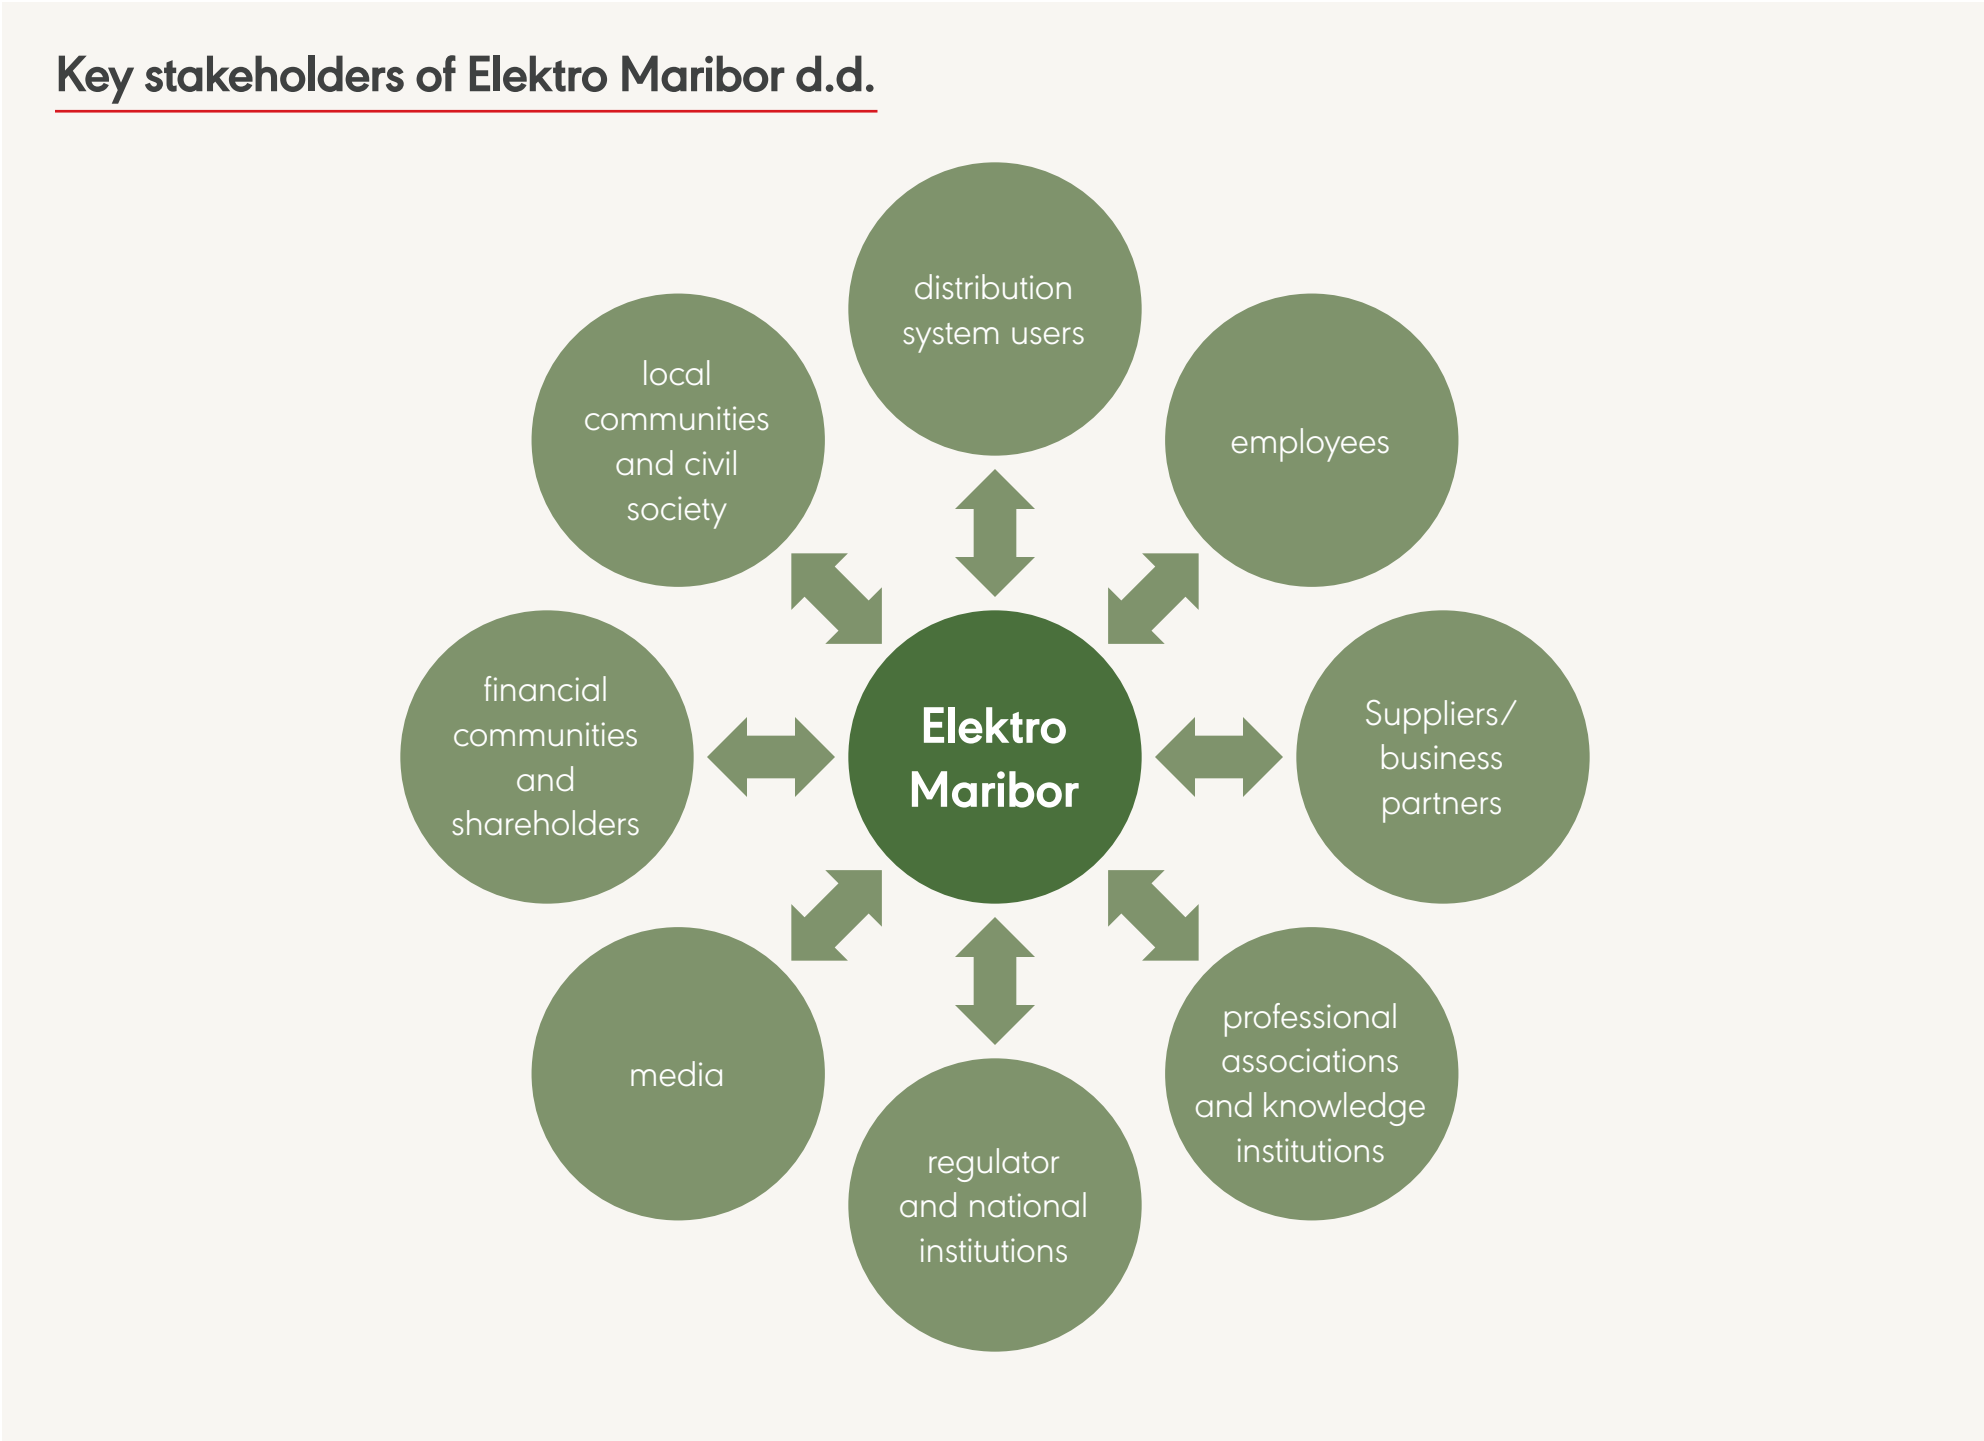 Key stakeholders of Elektro Maribor d.d.
distribution
system users
local
communities
and civil
society
employees
financial
communities
and
shareholders
Elektro
Maribor
Suppliers/
business
partners
media
professional
associations
and knowledge
institutions
regulator
and national
institutions